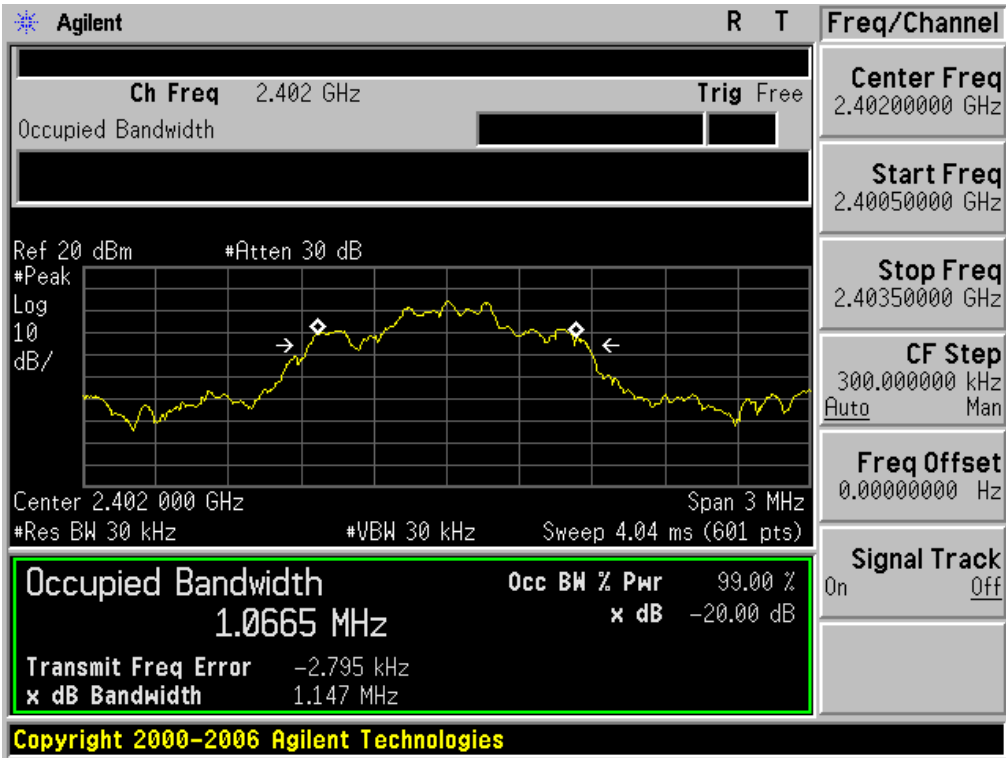 Agilent R T
Ch Freq 2.402 GHz Trig Free
Occupied Bandwidth
Ref 20 dBm #Atten 30 dB
#Peak
Log
10
dB/
Center 2.402 000 GHz Span 3 MHz
#Res BW 30 kHz #VBW 30 kHz Sweep 4.04 ms (601 pts)
Occupied Bandwidth Occ BW % Pwr 99.00 %
1.0665 MHz x dB -20.00 dB
Transmit Freq Error -2.795 kHz
x dB Bandwidth 1.147 MHz
Copyright 2000-2006 Agilent Technologies
Freq/Channel
Center Freq
2.40200000 GHz
Start Freq
2.40050000 GHz
Stop Freq
2.40350000 GHz
CF Step
300.000000 kHz
Auto Man
Freq Offset
0.00000000 Hz
Signal Track
On Off